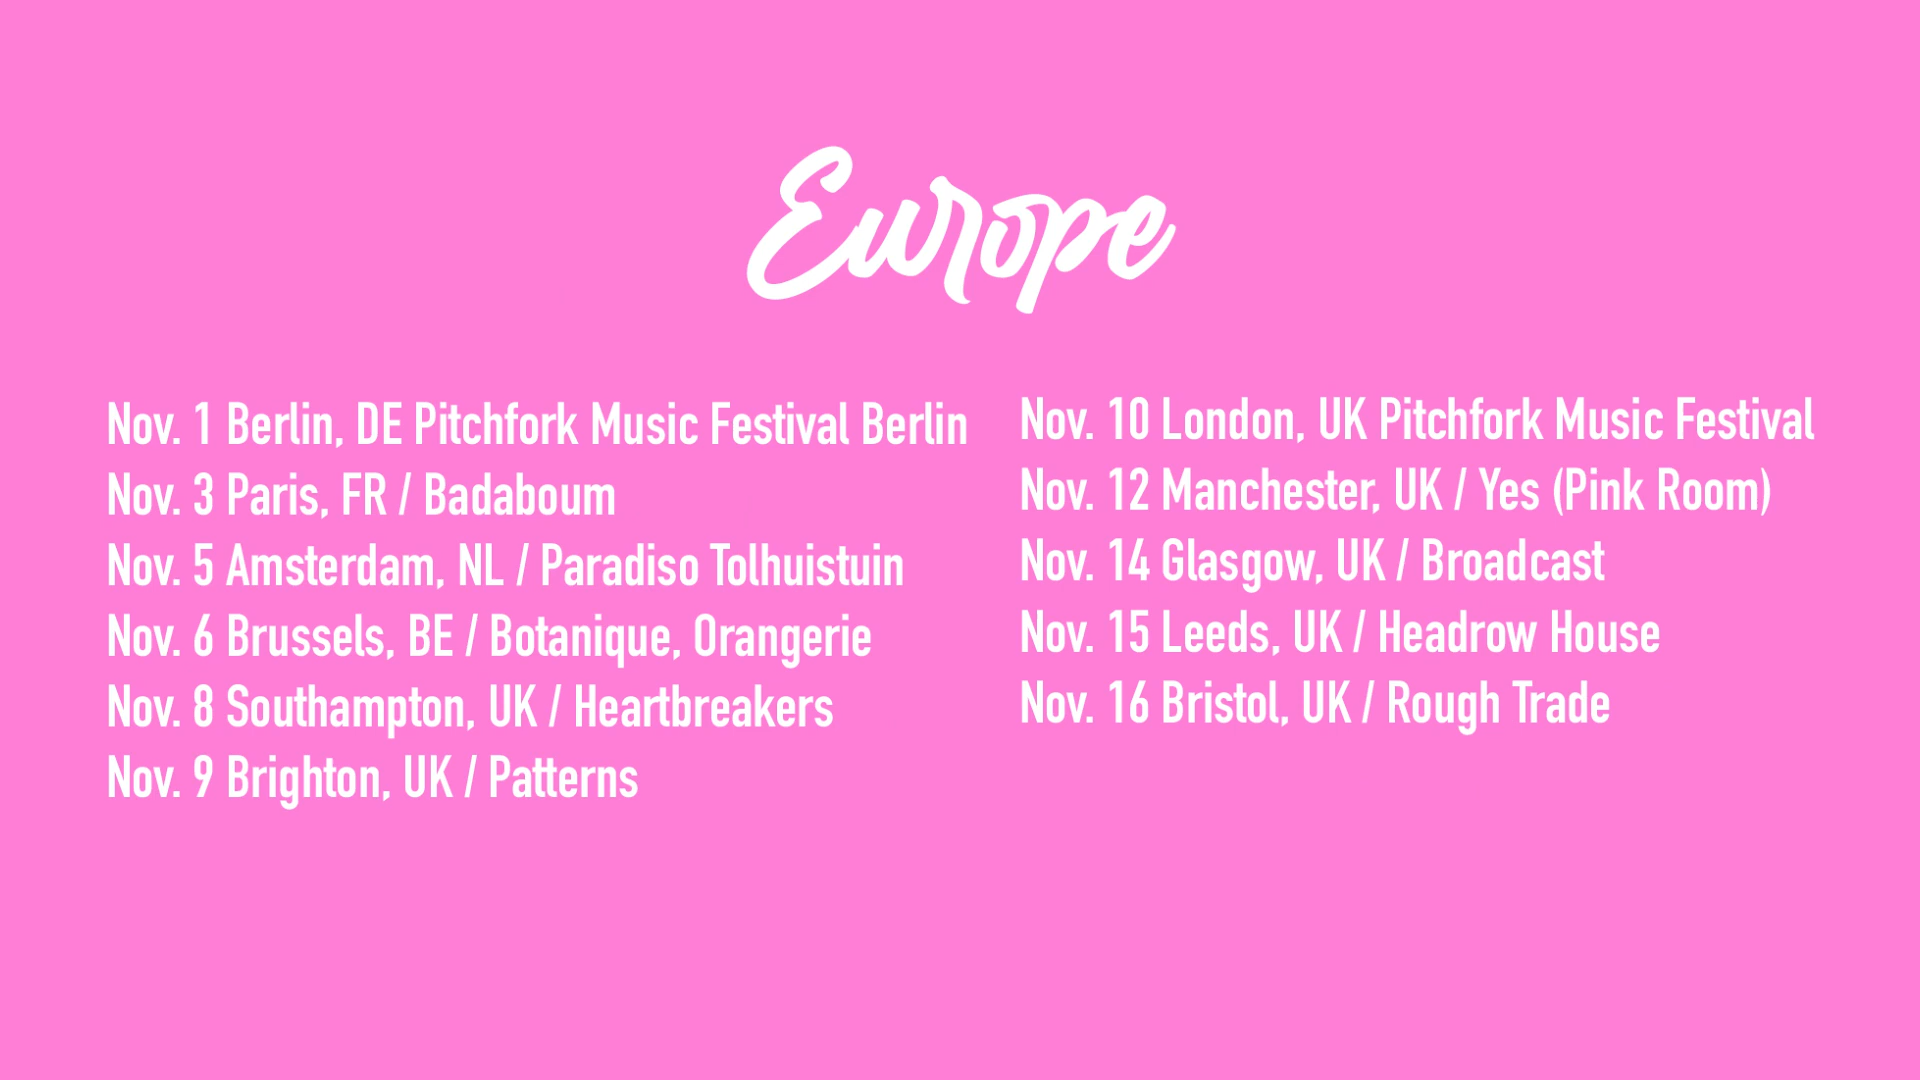 Europe
Nov. 1 Berlin, DE Pitchfork Music Festival Berlin
Nov. 3 Paris, FR / Badaboum
Nov. 5 Amsterdam, NL / Paradiso Tolhuistuin
Nov. 6 Brussels, BE / Botanique, Orangerie
Nov. 8 Southampton, UK / Heartbreakers
Nov. 9 Brighton, UK / Patterns
Nov. 10 London, UK Pitchfork Music Festival
Nov. 12 Manchester, UK / Yes (Pink Room)
Nov. 14 Glasgow, UK / Broadcast
Nov. 15 Leeds, UK / Headrow House
Nov. 16 Bristol, UK / Rough Trade